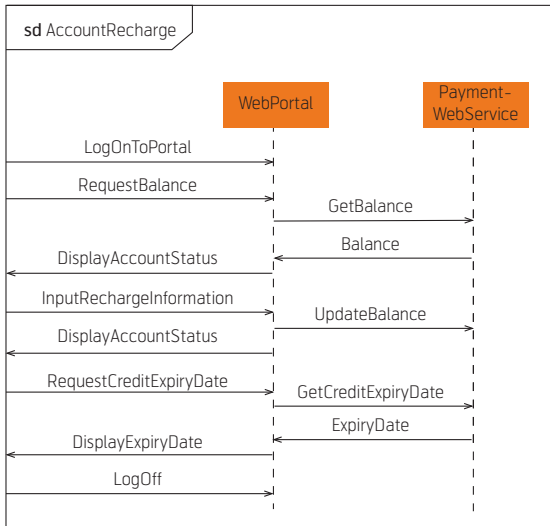 sd AccountRecharge
WebPortal
Payment-
WebService
LogOnToPortal
RequestBalance
GetBalance
Balance
DisplayAccountStatus
InputRechargeInformation
UpdateBalance
DisplayAccountStatus
RequestCreditExpiryDate
GetCreditExpiryDate
ExpiryDate
DisplayExpiryDate
LogOff